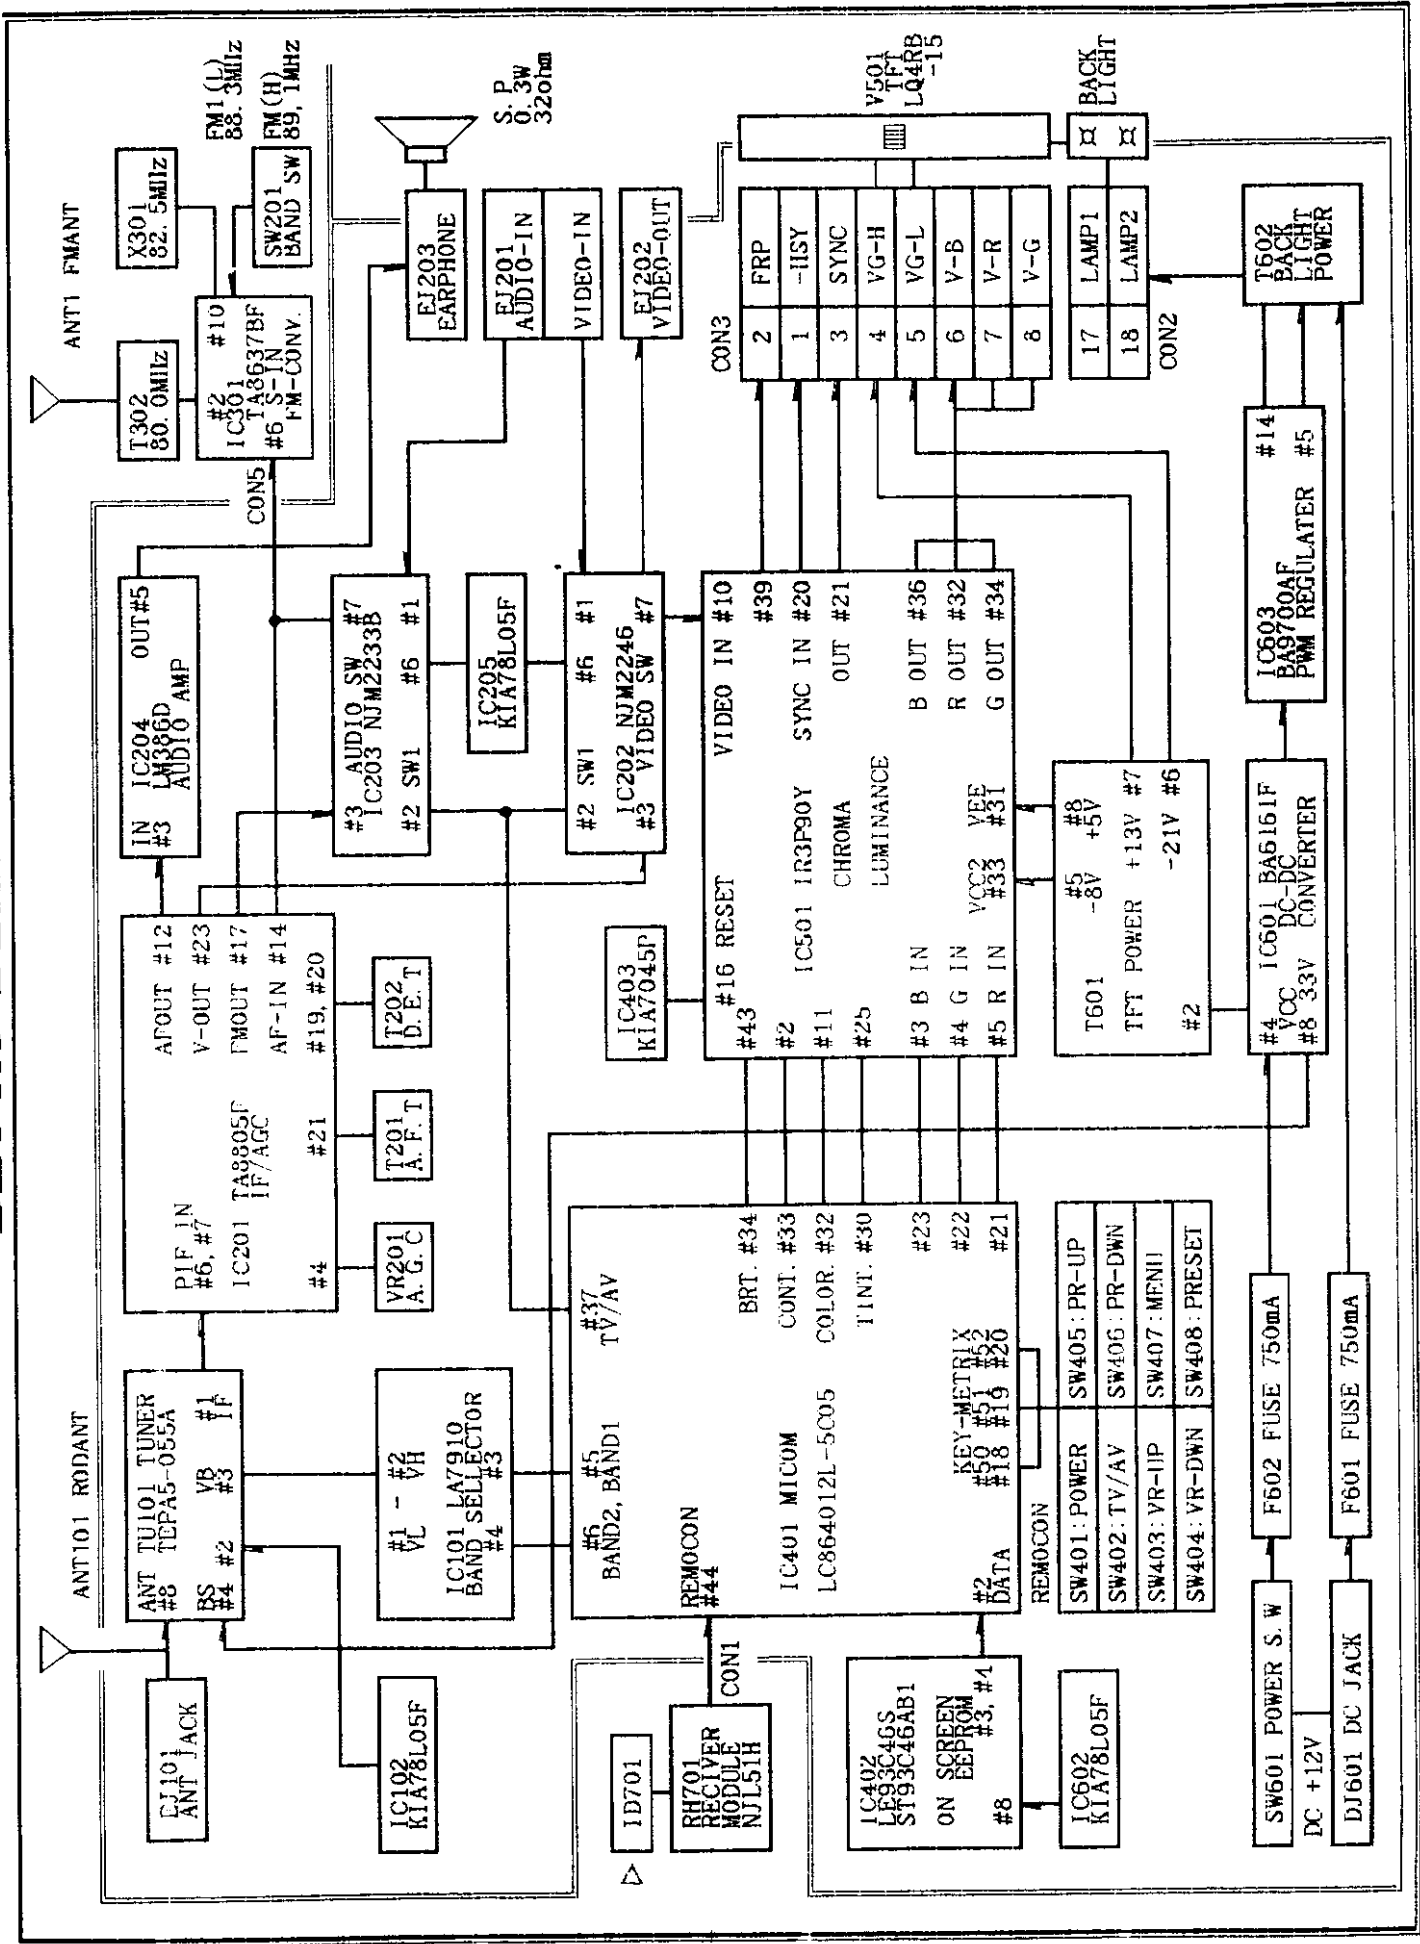 ANT101 RODANT
ANT1 FMANT
EJ101
ANT JACK
ANT TU101 TUNER
#8 TEPA5-055A
BS VB #1
#4 #2 #3 IF
PIF IN
#6, #7
IC201 TA8805F
IF/AGC
AFOUT #12
V-OUT #23
FMOUT #17
AF-IN #14
#4
#21
#19, #20
VR201
A. G. C
T201
A. F. T
T202
D. E. T
IN IC204 OUT#5
#3 LM386D
AUDIO AMP
T302
80. 0MHz
X301
82. 5MHz
FM1(L)
88. 3MHz
FM(H)
89, 1MHz
SW201
BAND SW
#2 #10
IC301
TA8637BF
#6 S-IN
FM-CONV.
CON5
IC102
KIA78L05F
#1 - #2
VL - VH
IC101 LA7910
BAND SELLECTOR
#4 #3
#3 AUDIO SW #7
IC203 NJM2233B
#2 SW1 #6 #1
IC205
KIA78L05F
#2 SW1 #6 #1
IC202 NJM2246
#3 VIDEO SW #7
EJ203
EARPHONE
S. P
0. 3W
32ohm
EJ201
AUDIO-IN
VIDEO-IN
EJ202
VIDEO-OUT
ID701
RH701
RECIVER
MODULE
NJL51H
CON1
#6 #5
BAND2, BAND1
#37
TV/AV
REMOCON
#44
IC401 MICOM
LC864012L-5C05
BRT. #34
CONT. #33
COLOR. #32
TINT. #30
#23
#22
#21
KEY-METRIX
#50 #51 #52
#18 #19 #20
#2
DATA
REMOCON
IC403
KIA7045P
#16 RESET
VIDEO IN #10
#43
#39
#2
SYNC IN #20
#11
OUT #21
#25
IC501 IR3P90Y
CHROMA
LUMINANCE
#3 B IN
#4 G IN
#5 R IN
B OUT #36
R OUT #32
G OUT #34
VCC2
#33
VEE
#31
CON3
2 FRP
1 -HSY
3 SYNC
4 VG-H
5 VG-L
6 V-B
7 V-R
8 V-G
V501
TFT
LQ4RB
-15
BACK
LIGHT
17 LAMP1
18 LAMP2
CON2
IC402
LE93C46S
ST93C46AB1
ON SCREEN
EEPROM
#3, #4
#8
IC602
KIA78L05F
SW401:POWER SW405:PR-UP
SW402:TV/AV SW406:PR-DWN
SW403:VR-UP SW407:MENU
SW404:VR-DWN SW408:PRESET
T601
#5 #8
-8V +5V
TFT POWER +13V #7
-21V #6
#2
#4 IC601 BA6161F
VCC DC-DC
#8 33V CONVERTER
IC603
BA9700AF
PWM REGULATER
#14
#5
T602
BACK
LIGHT
POWER
SW601 POWER S.W
F602 FUSE 750mA
DC +12V
DJ601 DC JACK
F601 FUSE 750mA